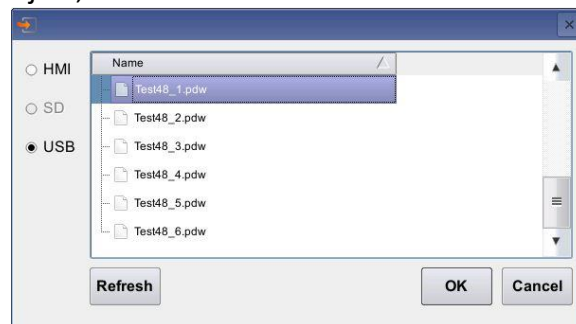 HMI
SD
USB
Name
Test48_1.pdw
Test48_2.pdw
Test48_3.pdw
Test48_4.pdw
Test48_5.pdw
Test48_6.pdw
Refresh
OK
Cancel